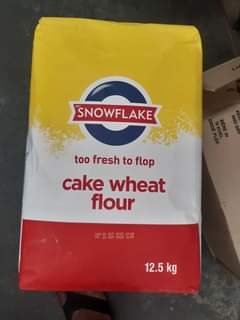 SNOWFLAKE
too fresh to flop
cake wheat
flour
12.5 kg